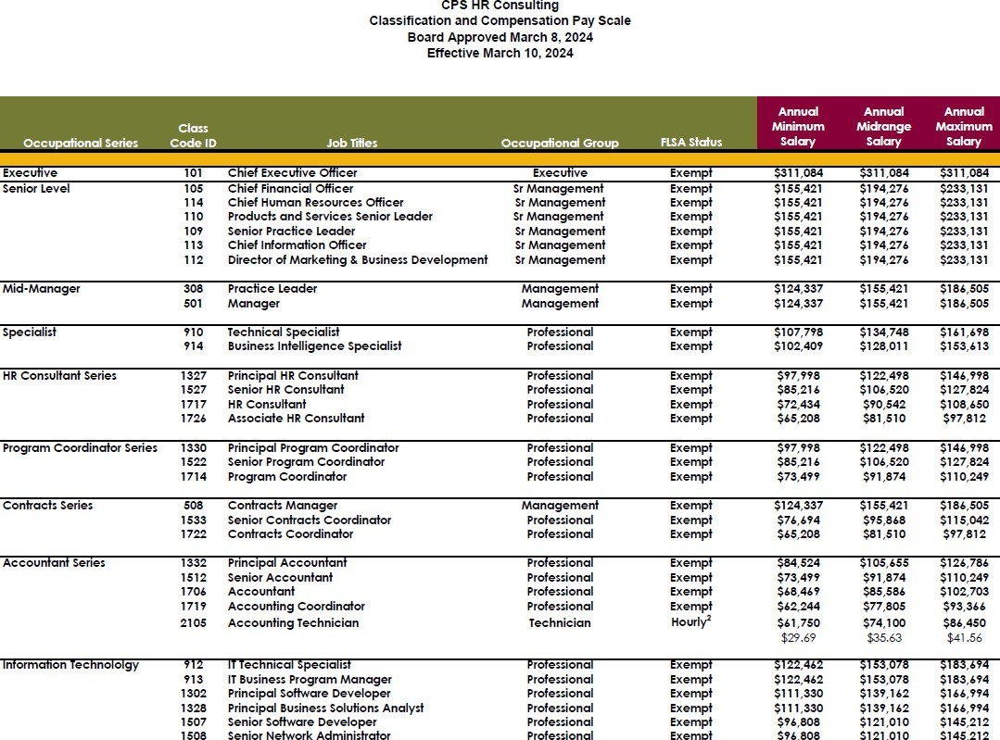 CPS HR Consulting
Classification and Compensation Pay Scale
Board Approved March 8, 2024
Effective March 10, 2024
Occupational Series Class Code ID Job Titles Occupational Group FLSA Status Annual Minimum Salary Annual Midrange Salary Annual Maximum Salary
Executive 101 Chief Executive Officer Executive Exempt $311,084 $311,084 $311,084
Senior Level 105 Chief Financial Officer Sr Management Exempt $155,421 $194,276 $233,131
114 Chief Human Resources Officer Sr Management Exempt $155,421 $194,276 $233,131
110 Products and Services Senior Leader Sr Management Exempt $155,421 $194,276 $233,131
109 Senior Practice Leader Sr Management Exempt $155,421 $194,276 $233,131
113 Chief Information Officer Sr Management Exempt $155,421 $194,276 $233,131
112 Director of Marketing & Business Development Sr Management Exempt $155,421 $194,276 $233,131
Mid-Manager 308 Practice Leader Management Exempt $124,337 $155,421 $186,505
501 Manager Management Exempt $124,337 $155,421 $186,505
Specialist 910 Technical Specialist Professional Exempt $107,798 $134,748 $161,698
914 Business Intelligence Specialist Professional Exempt $102,409 $128,011 $153,613
HR Consultant Series 1327 Principal HR Consultant Professional Exempt $97,998 $122,498 $146,998
1527 Senior HR Consultant Professional Exempt $85,216 $106,520 $127,824
1717 HR Consultant Professional Exempt $72,434 $90,542 $108,650
1726 Associate HR Consultant Professional Exempt $65,208 $81,510 $97,812
Program Coordinator Series 1330 Principal Program Coordinator Professional Exempt $97,998 $122,498 $146,998
1522 Senior Program Coordinator Professional Exempt $85,216 $106,520 $127,824
1714 Program Coordinator Professional Exempt $73,499 $91,874 $110,249
Contracts Series 508 Contracts Manager Management Exempt $124,337 $155,421 $186,505
1533 Senior Contracts Coordinator Professional Exempt $76,694 $95,868 $115,042
1722 Contracts Coordinator Professional Exempt $65,208 $81,510 $97,812
Accountant Series 1332 Principal Accountant Professional Exempt $84,524 $105,655 $126,786
1512 Senior Accountant Professional Exempt $73,499 $91,874 $110,249
1706 Accountant Professional Exempt $68,469 $85,586 $102,703
1719 Accounting Coordinator Professional Exempt $62,244 $77,805 $93,366
2105 Accounting Technician Technician Hourly² $61,750 $74,100 $86,450
$29.69 $35.63 $41.56
Information Technololgy 912 IT Technical Specialist Professional Exempt $122,462 $153,078 $183,694
913 IT Business Program Manager Professional Exempt $122,462 $153,078 $183,694
1302 Principal Software Developer Professional Exempt $111,330 $139,162 $166,994
1328 Principal Business Solutions Analyst Professional Exempt $111,330 $139,162 $166,994
1507 Senior Software Developer Professional Exempt $96,808 $121,010 $145,212
1508 Senior Network Administrator Professional Exempt $96,808 $121,010 $145,212